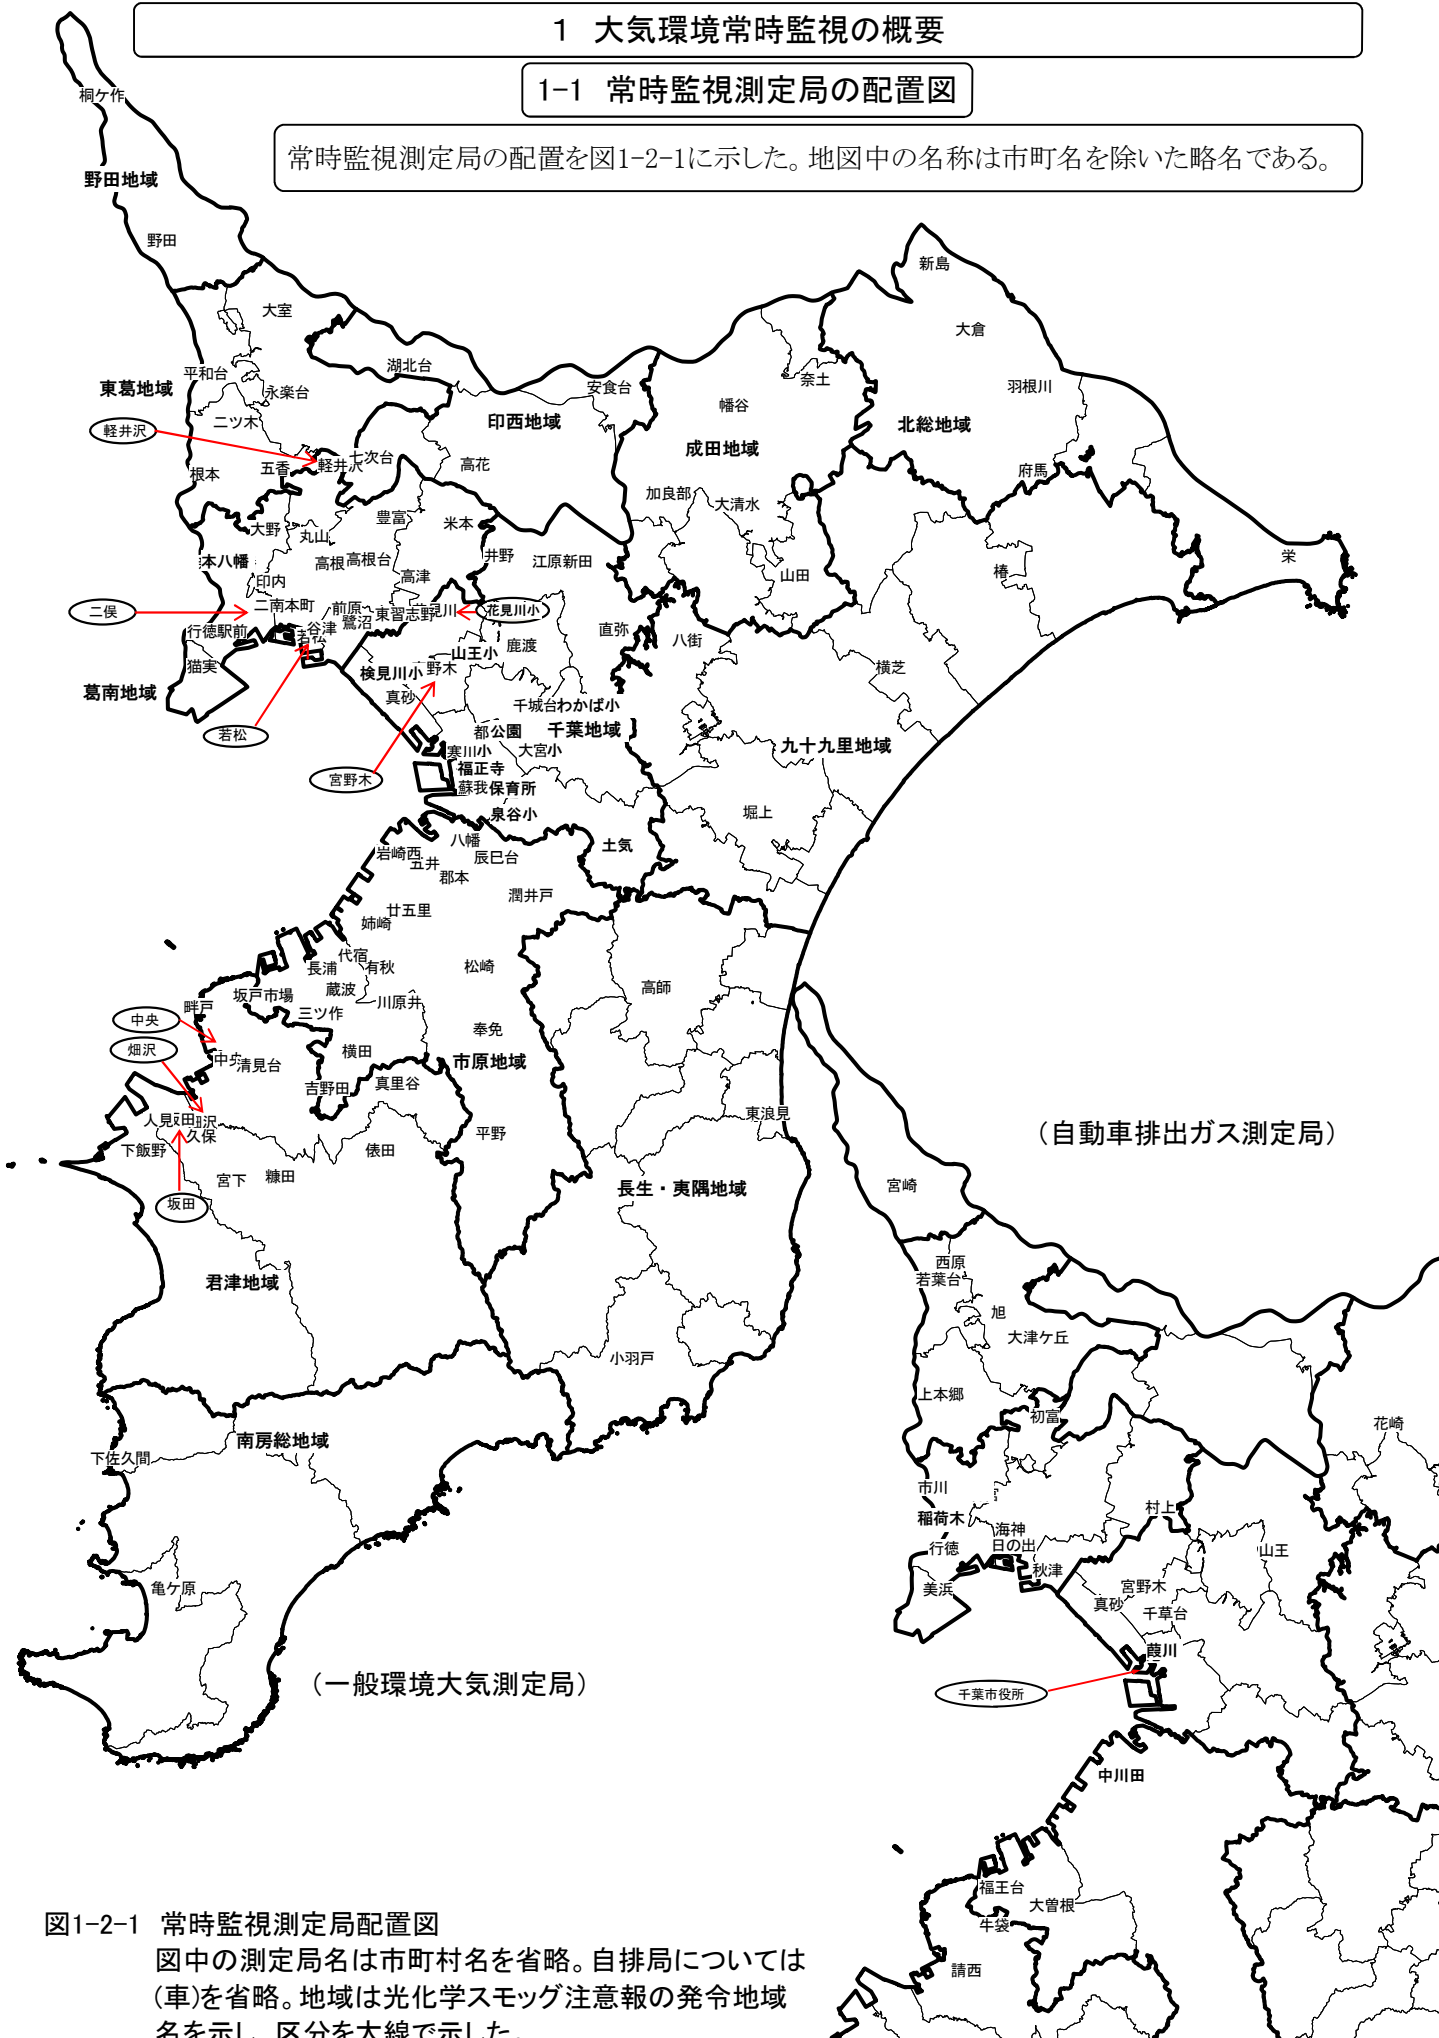 1 大気環境常時監視の概要
1-1 常時監視測定局の配置図
常時監視測定局の配置を図1-2-1に示した。地図中の名称は市町名を除いた略名である。
桐ケ作
野田地域
野田
新島
大室
大倉
湖北台
平和台
奈土
東葛地域
永楽台
安食台
羽根川
幡谷
二ツ木
印西地域
北総地域
軽井沢
成田地域
七次台
軽井沢
五香
高花
根本
府馬
加良部
大清水
豊富
米本
大野
丸山
本八幡
高根
高根台
井野
江原新田
栄
印内
高津
山田
椿
二俣
二南本町
前原
東習志野
見川
花見川小
谷津
鷺沼
行徳駅前
直弥
八街
猫実
山王小
鹿渡
検見川小
野木
横芝
葛南地域
真砂
千城台わかば小
若松
都公園
千葉地域
九十九里地域
寒川小
大宮小
福正寺
宮野木
蘇我保育所
泉谷小
堀上
八幡
土気
岩崎西
五井
辰巳台
郡本
潤井戸
廿五里
姉崎
代宿
長浦
有秋
松崎
高師
坂戸市場
蔵波
畔戸
川原井
三ツ作
中央
奉免
畑沢
横田
中央
清見台
市原地域
吉野田
真里谷
人見
坂田
畑沢
久保
東浪見
平野
（自動車排出ガス測定局）
下飯野
俵田
宮下
糠田
宮崎
長生・夷隅地域
坂田
君津地域
西原
若葉台
旭
大津ケ丘
小羽戸
上本郷
初富
花崎
南房総地域
下佐久間
市川
村上
稲荷木
海神
日の出
行徳
山王
秋津
亀ケ原
美浜
宮野木
真砂
千草台
葭川
（一般環境大気測定局）
千葉市役所
中川田
福王台
大曽根
図1-2-1 常時監視測定局配置図
牛袋
図中の測定局名は市町村名を省略。自排局については
(車)を省略。地域は光化学スモッグ注意報の発令地域
請西
名を示し、区分を太線で示した。